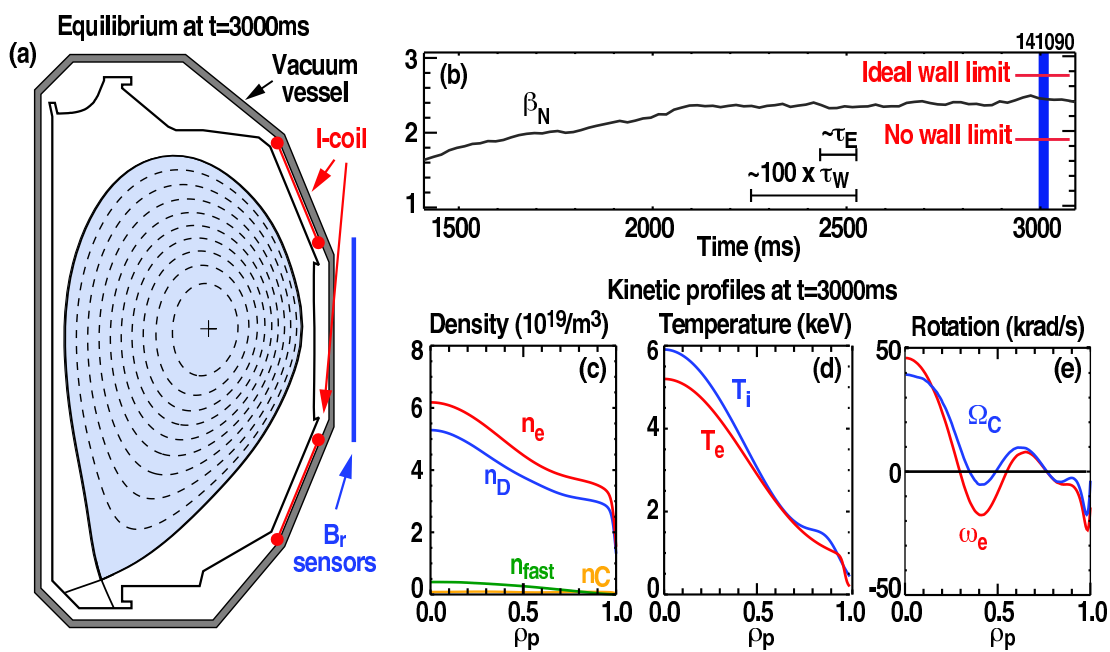 Equilibrium at t=3000ms
(a)
Vacuum
vessel
I-coil
Br
sensors
141090
(b)
3
2
1
βN
Ideal wall limit
No wall limit
~τE
~100 x τW
1500
2000
2500
3000
Time (ms)
Kinetic profiles at t=3000ms
Density (10^19/m^3)
(c)
8
6
4
2
0
ne
nD
nfast
nC
0.0
0.5
1.0
ρp
Temperature (keV)
(d)
6
4
2
0
Ti
Te
0.0
0.5
1.0
ρp
Rotation (krad/s)
(e)
50
0
-50
ΩC
ωe
0.0
0.5
1.0
ρp